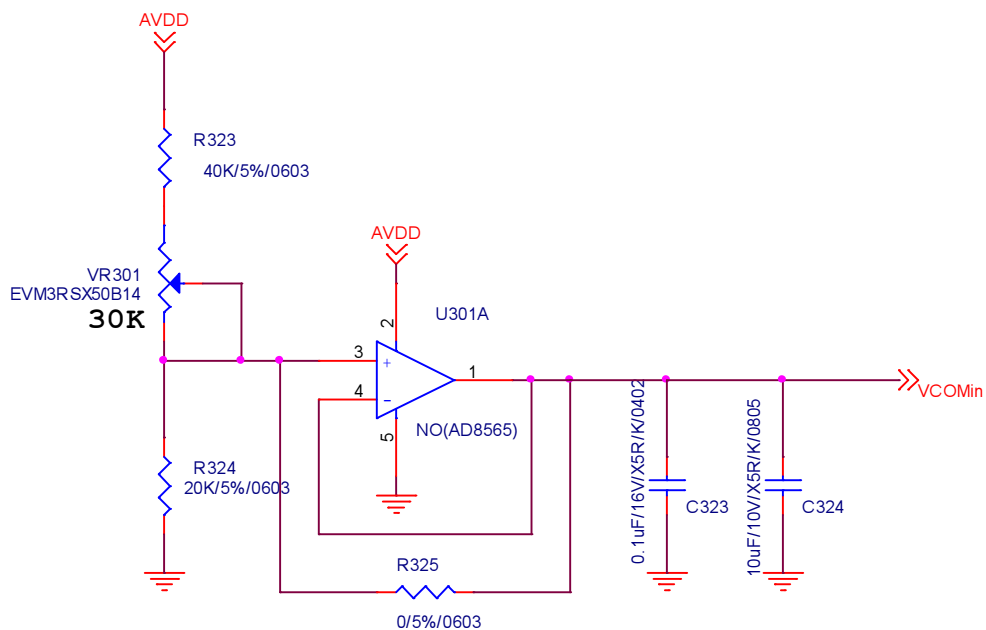 AVDD
R323
40K/5%/0603
VR301
EVM3RSX50B14
30K
AVDD
U301A
2
3
+
1
4
-
5
NO(AD8565)
VCOMin
R324
20K/5%/0603
0.1uF/16V/X5R/K/0402
C323
10uF/10V/X5R/K/0805
C324
R325
0/5%/0603